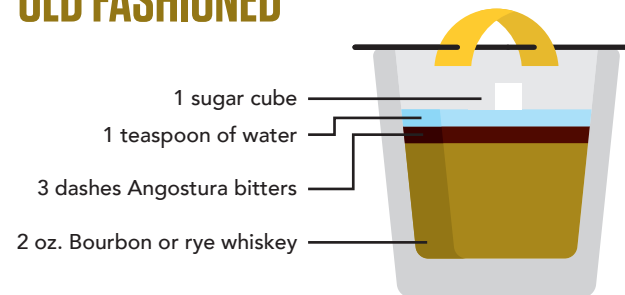 OLD FASHIONED
1 sugar cube
1 teaspoon of water
3 dashes Angostura bitters
2 oz. Bourbon or rye whiskey